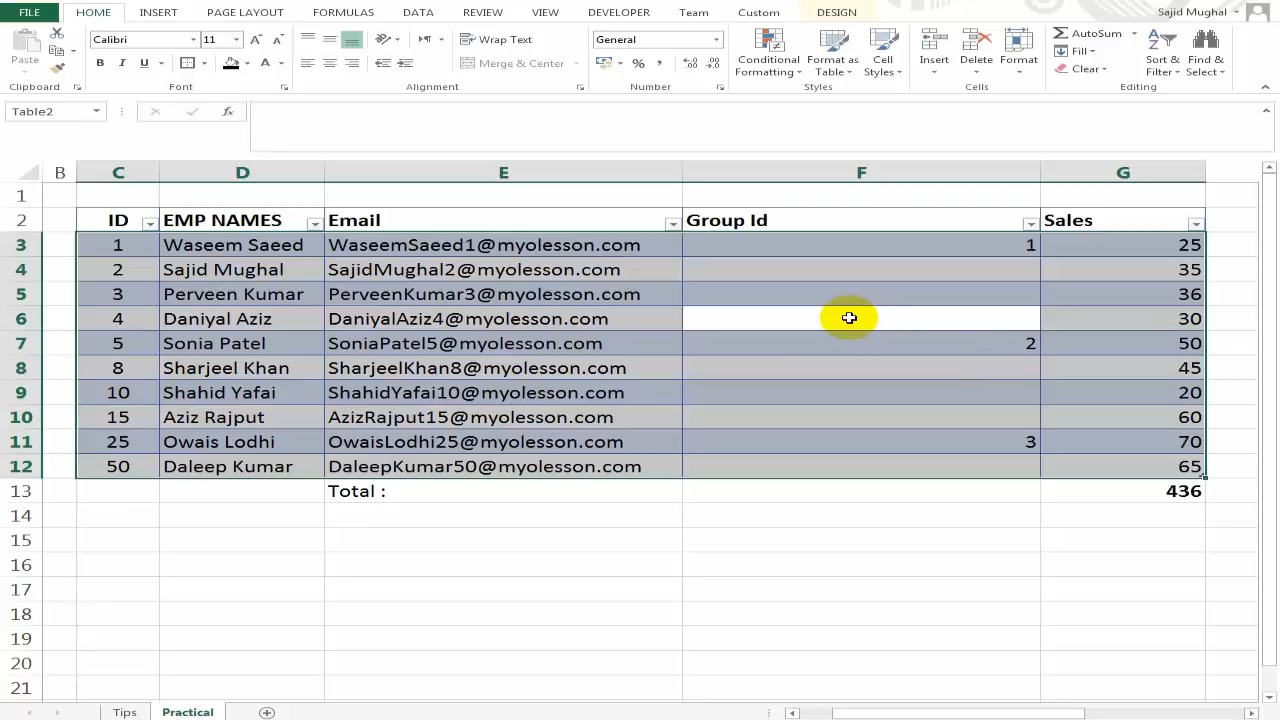 FILE HOME INSERT PAGE LAYOUT FORMULAS DATA REVIEW VIEW DEVELOPER Team Custom DESIGN Sajid Mughal
Calibri 11 Wrap Text General AutoSum
Paste B I U A Merge & Center % , Conditional Formatting Format as Table Cell Styles Insert Delete Format Fill Clear Sort & Filter Find & Select
Clipboard Font Alignment Number Styles Cells Editing
Table2 fx
B C D E F G
1
2 ID EMP NAMES Email Group Id Sales
3 1 Waseem Saeed WaseemSaeed1@myolesson.com 1 25
4 2 Sajid Mughal SajidMughal2@myolesson.com 35
5 3 Perveen Kumar PerveenKumar3@myolesson.com 36
6 4 Daniyal Aziz DaniyalAziz4@myolesson.com 30
7 5 Sonia Patel SoniaPatel5@myolesson.com 2 50
8 8 Sharjeel Khan SharjeelKhan8@myolesson.com 45
9 10 Shahid Yafai ShahidYafai10@myolesson.com 20
10 15 Aziz Rajput AzizRajput15@myolesson.com 60
11 25 Owais Lodhi OwaisLodhi25@myolesson.com 3 70
12 50 Daleep Kumar DaleepKumar50@myolesson.com 65
13 Total : 436
14
15
16
17
18
19
20
21
Tips Practical